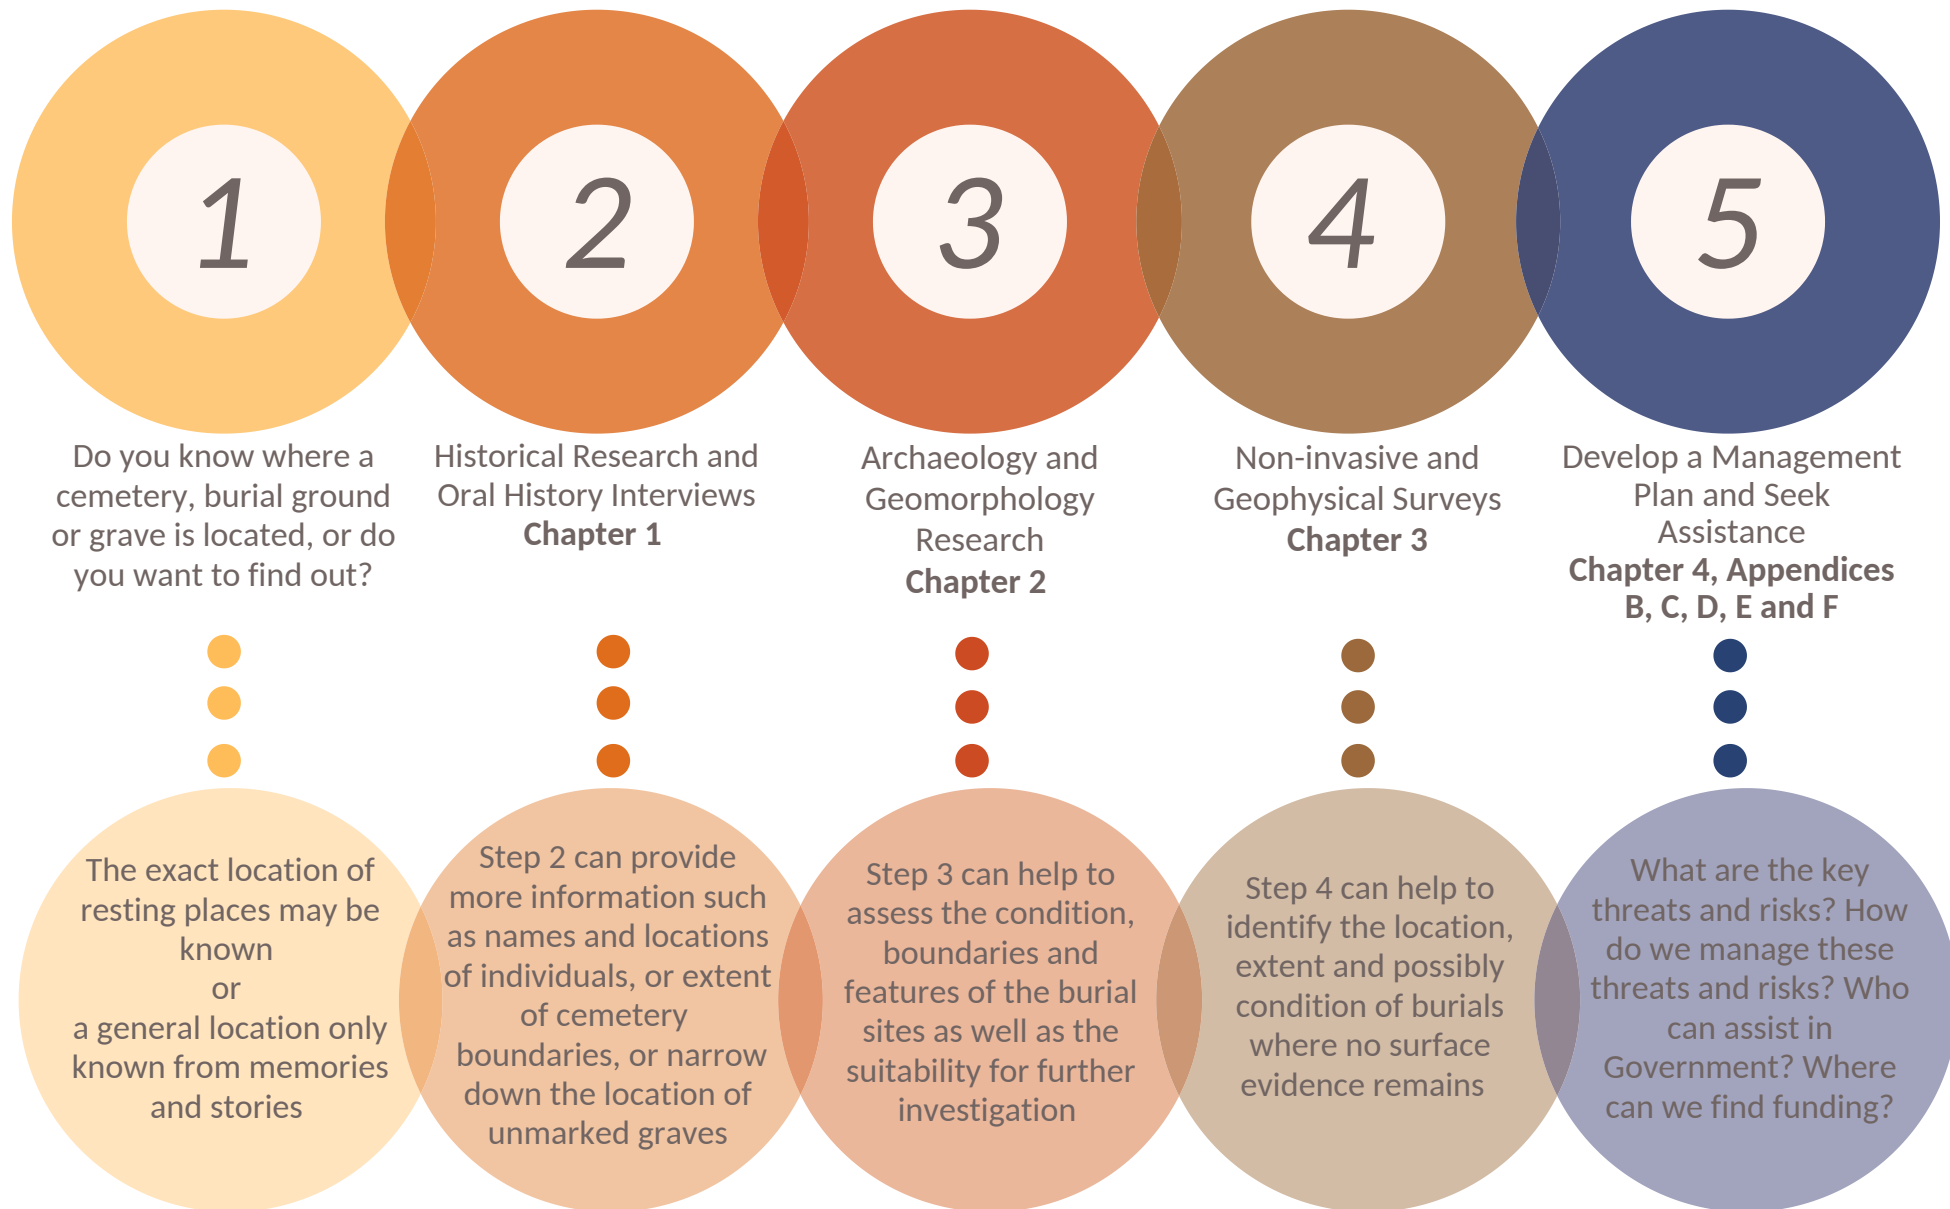 1
Do you know where a
cemetery, burial ground
or grave is located, or do
you want to find out?
The exact location of
resting places may be
known
or
a general location only
known from memories
and stories
2
Historical Research and
Oral History Interviews
Chapter 1
Step 2 can provide
more information such
as names and locations
of individuals, or extent
of cemetery
boundaries, or narrow
down the location of
unmarked graves
3
Archaeology and
Geomorphology
Research
Chapter 2
Step 3 can help to
assess the condition,
boundaries and
features of the burial
sites as well as the
suitability for further
investigation
4
Non-invasive and
Geophysical Surveys
Chapter 3
Step 4 can help to
identify the location,
extent and possibly
condition of burials
where no surface
evidence remains
5
Develop a Management
Plan and Seek
Assistance
Chapter 4, Appendices
B, C, D, E and F
What are the key
threats and risks? How
do we manage these
threats and risks? Who
can assist in
Government? Where
can we find funding?